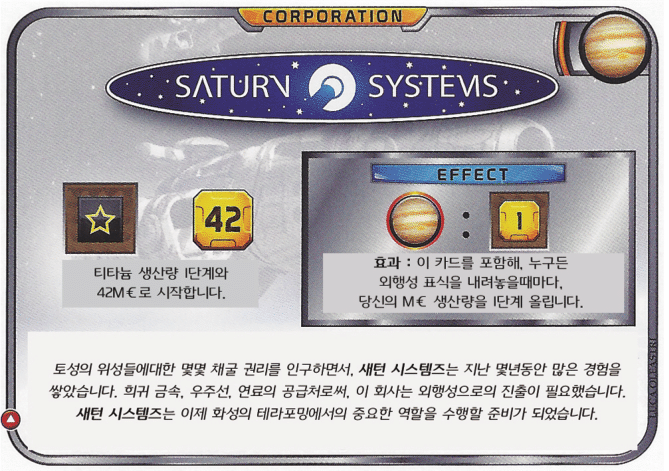 CORPORATION
SATURN SYSTEMS
EFFECT
42
1
티타늄 생산량 1단계와
42M€로 시작합니다.
효과 : 이 카드를 포함해, 누구든
외행성 표식을 내려놓을때마다,
당신의 M€ 생산량을 1단계 올립니다.
토성의 위성들에대한 몇몇 채굴 권리를 인구하면서, 새턴 시스템즈는 지난 몇년동안 많은 경험을
쌓았습니다. 희귀 금속, 우주선, 연료의 공급처로써, 이 회사는 외행성으로의 진출이 필요했습니다.
새턴 시스템즈는 이제 화성의 테라포밍에서의 중요한 역할을 수행할 준비가 되었습니다.